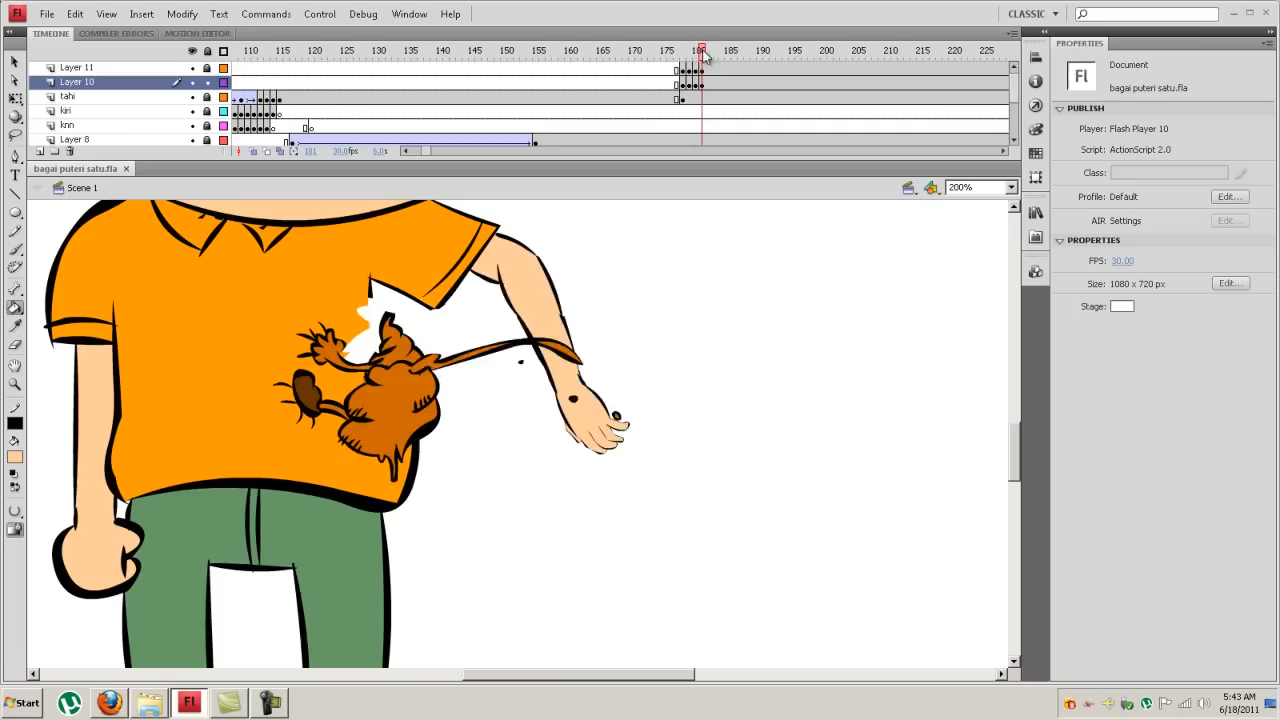 Fl File Edit View Insert Modify Text Commands Control Debug Window Help CLASSIC
TIMELINE COMPILER ERRORS MOTION EDITOR
110 115 120 125 130 135 140 145 150 155 160 165 170 175 180 185 190 195 200 205 210 215 220 225
Layer 11
Layer 10
tahi
kiri
knn
Layer 8
181 30.0fps 6.0s
bagai puteri satu.fla
Scene 1
200%
PROPERTIES
Fl
Document
bagai puteri satu.fla
PUBLISH
Player: Flash Player 10
Script: ActionScript 2.0
Class:
Profile: Default Edit...
AIR Settings Edit...
PROPERTIES
FPS: 30.00
Size: 1080 x 720 px Edit...
Stage:
Start
Fl
5:43 AM
6/18/2011